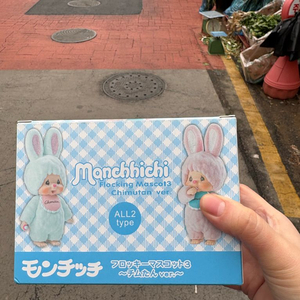 Monchhichi
Flocking Mascot3
Chimutan ver.
ALL2
type
モンチッチ
フロッキーマスコット3
〜チムたん ver.〜